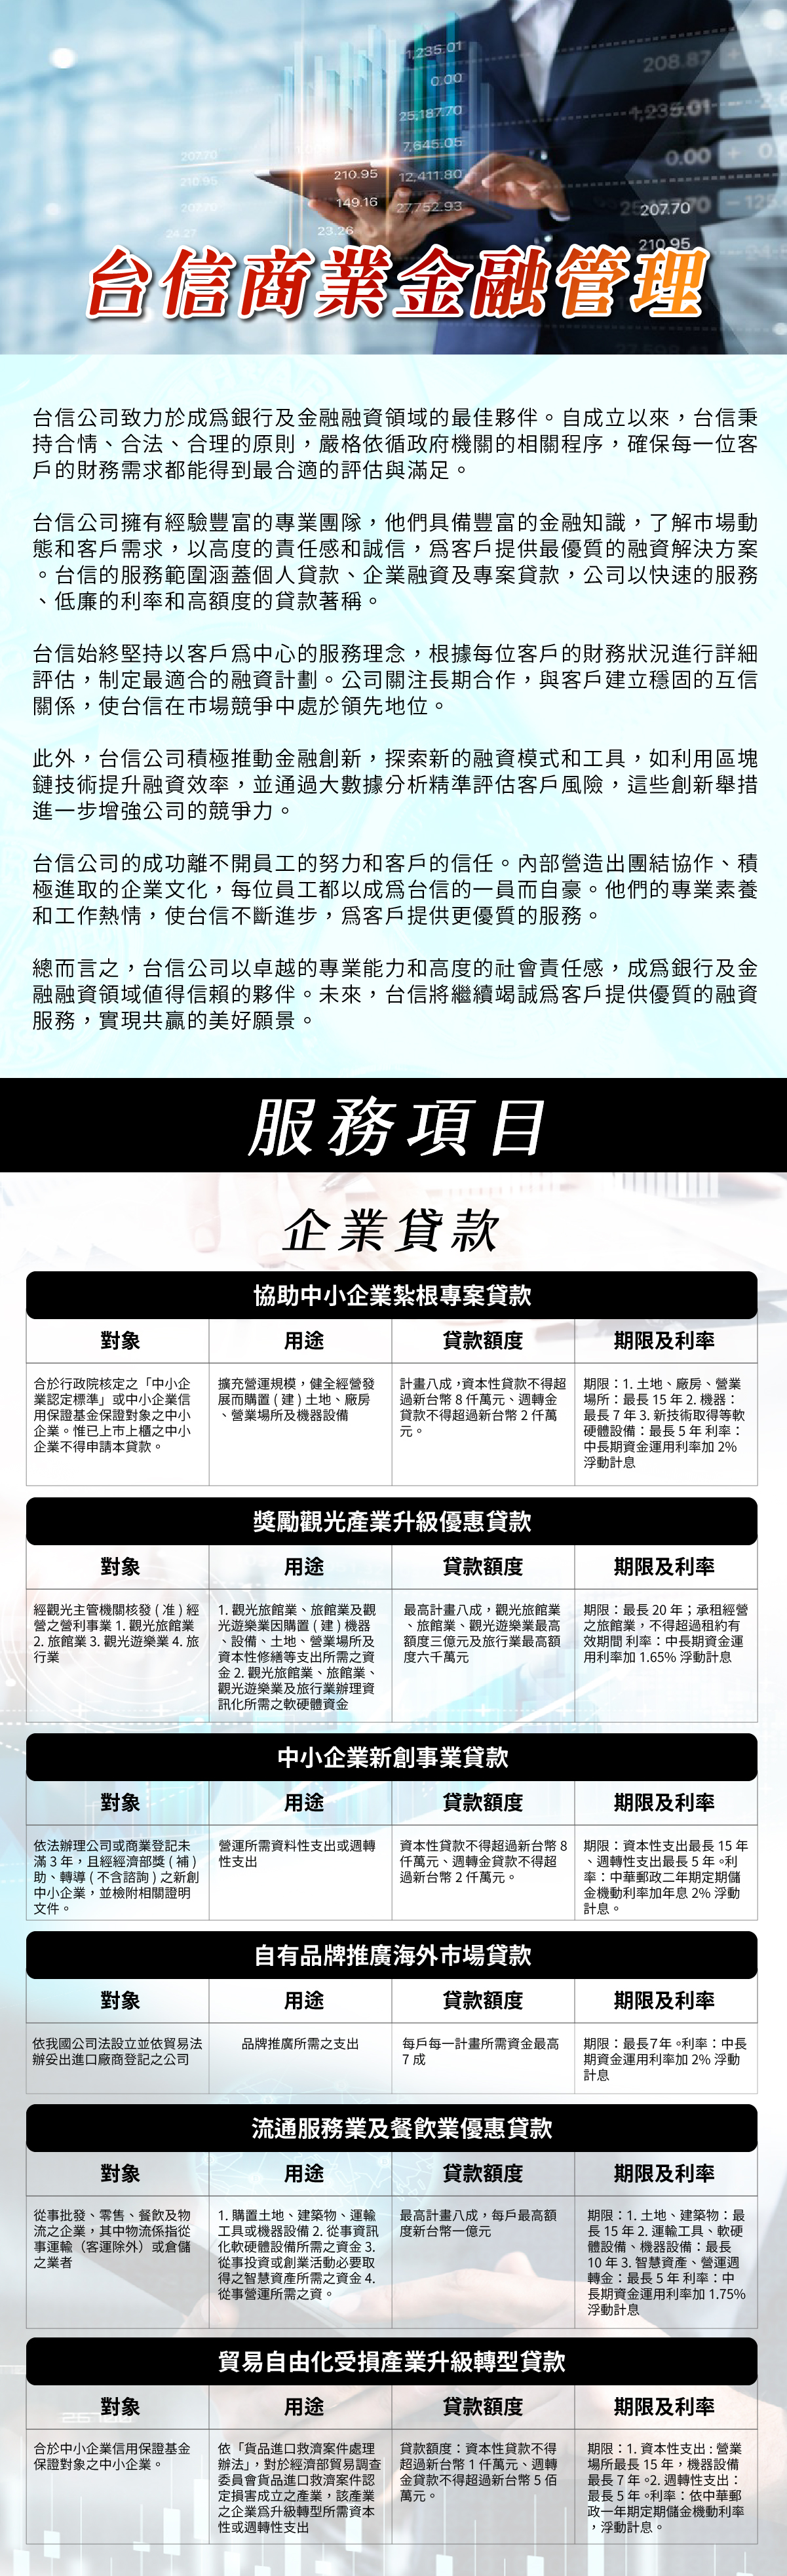 1,235.01
0.00
25,187.70
7,645.05
210.95
12,411.80
149.16
27,752.93
23.26
24.27
207.70
210.95
202.70
208.87
1,235.01
0.00
207.70
210.95
台信商業金融管理
台信公司致力於成爲銀行及金融融資領域的最佳夥伴。自成立以來，台信秉
持合情、合法、合理的原則，嚴格依循政府機關的相關程序，確保每一位客
戶的財務需求都能得到最合適的評估與滿足。
台信公司擁有經驗豐富的專業團隊，他們具備豐富的金融知識，了解市場動
態和客戶需求，以高度的責任感和誠信，爲客戶提供最優質的融資解決方案
。台信的服務範圍涵蓋個人貸款、企業融資及專案貸款，公司以快速的服務
、低廉的利率和高額度的貸款著稱。
台信始終堅持以客戶爲中心的服務理念，根據每位客戶的財務狀況進行詳細
評估，制定最適合的融資計劃。公司關注長期合作，與客戶建立穩固的互信
關係，使台信在市場競爭中處於領先地位。
此外，台信公司積極推動金融創新，探索新的融資模式和工具，如利用區塊
鏈技術提升融資效率，並通過大數據分析精準評估客戶風險，這些創新舉措
進一步增強公司的競爭力。
台信公司的成功離不開員工的努力和客戶的信任。內部營造出團結協作、積
極進取的企業文化，每位員工都以成爲台信的一員而自豪。他們的專業素養
和工作熱情，使台信不斷進步，爲客戶提供更優質的服務。
總而言之，台信公司以卓越的專業能力和高度的社會責任感，成爲銀行及金
融融資領域值得信賴的夥伴。未來，台信將繼續竭誠爲客戶提供優質的融資
服務，實現共贏的美好願景。
服務項目
企業貸款
協助中小企業紮根專案貸款
對象
用途
貸款額度
期限及利率
合於行政院核定之「中小企
業認定標準」或中小企業信
用保證基金保證對象之中小
企業。惟已上市上櫃之中小
企業不得申請本貸款。
擴充營運規模，健全經營發
展而購置 ( 建 ) 土地、廠房
、營業場所及機器設備
計畫八成，資本性貸款不得超
過新台幣 8 仟萬元、週轉金
貸款不得超過新台幣 2 仟萬
元。
期限：1. 土地、廠房、營業
場所：最長 15 年 2. 機器：
最長 7 年 3. 新技術取得等軟
硬體設備：最長 5 年 利率：
中長期資金運用利率加 2%
浮動計息
獎勵觀光產業升級優惠貸款
對象
用途
貸款額度
期限及利率
經觀光主管機關核發 ( 准 ) 經
營之營利事業 1. 觀光旅館業
2. 旅館業 3. 觀光遊樂業 4. 旅
行業
1. 觀光旅館業、旅館業及觀
光遊樂業因購置 ( 建 ) 機器
、設備、土地、營業場所及
資本性修繕等支出所需之資
金 2. 觀光旅館業、旅館業、
觀光遊樂業及旅行業辦理資
訊化所需之軟硬體資金
最高計畫八成，觀光旅館業
、旅館業、觀光遊樂業最高
額度三億元及旅行業最高額
度六千萬元
期限：最長 20 年；承租經營
之旅館業，不得超過租約有
效期間 利率：中長期資金運
用利率加 1.65% 浮動計息
中小企業新創事業貸款
對象
用途
貸款額度
期限及利率
依法辦理公司或商業登記未
滿 3 年，且經經濟部獎 ( 補 )
助、轉導 ( 不含諮詢 ) 之新創
中小企業，並檢附相關證明
文件。
營運所需資料性支出或週轉
性支出
資本性貸款不得超過新台幣 8
仟萬元、週轉金貸款不得超
過新台幣 2 仟萬元。
期限：資本性支出最長 15 年
、週轉性支出最長 5 年。利
率：中華郵政二年期定期儲
金機動利率加年息 2% 浮動
計息。
自有品牌推廣海外市場貸款
對象
用途
貸款額度
期限及利率
依我國公司法設立並依貿易法
辦妥出進口廠商登記之公司
品牌推廣所需之支出
每戶每一計畫所需資金最高
7 成
期限：最長7年。利率：中長
期資金運用利率加 2% 浮動
計息
流通服務業及餐飲業優惠貸款
對象
用途
貸款額度
期限及利率
從事批發、零售、餐飲及物
流之企業，其中物流係指從
事運輸（客運除外）或倉儲
之業者
1. 購置土地、建築物、運輸
工具或機器設備 2. 從事資訊
化軟硬體設備所需之資金 3.
從事投資或創業活動必要取
得之智慧資產所需之資金 4.
從事營運所需之資。
最高計畫八成，每戶最高額
度新台幣一億元
期限：1. 土地、建築物：最
長 15 年 2. 運輸工具、軟硬
體設備、機器設備：最長
10 年 3. 智慧資產、營運週
轉金：最長 5 年 利率：中
長期資金運用利率加 1.75%
浮動計息
貿易自由化受損產業升級轉型貸款
對象
用途
貸款額度
期限及利率
合於中小企業信用保證基金
保證對象之中小企業。
依「貨品進口救濟案件處理
辦法」，對於經濟部貿易調查
委員會貨品進口救濟案件認
定損害成立之產業，該產業
之企業爲升級轉型所需資本
性或週轉性支出
貸款額度：資本性貸款不得
超過新台幣 1 仟萬元、週轉
金貸款不得超過新台幣 5 佰
萬元。
期限：1. 資本性支出 : 營業
場所最長 15 年，機器設備
最長 7 年。2. 週轉性支出：
最長 5 年。利率：依中華郵
政一年期定期儲金機動利率
，浮動計息。